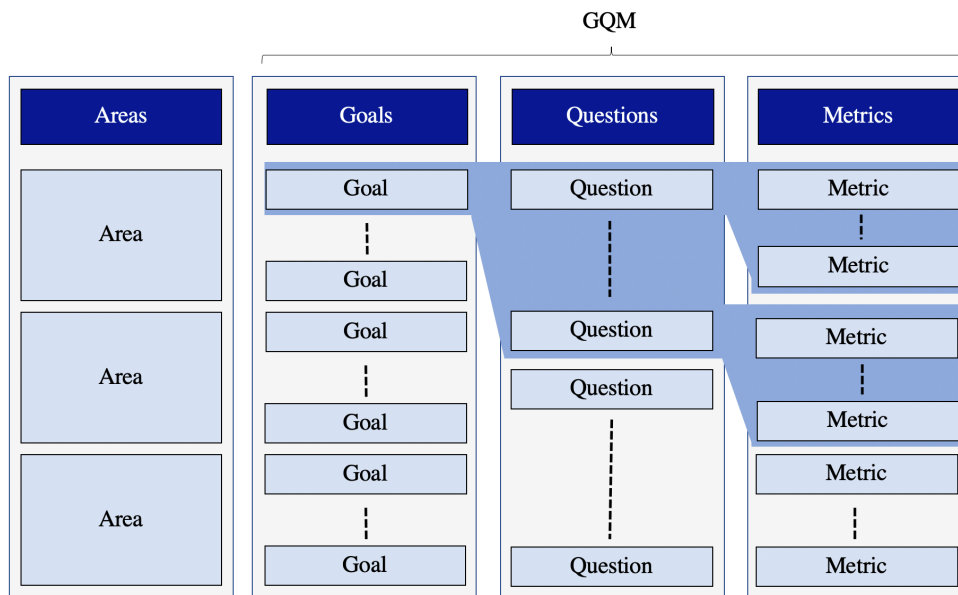 GQM
Areas
Goals
Questions
Metrics
Area
Area
Area
Goal
Goal
Goal
Goal
Goal
Goal
Question
Question
Question
Question
Metric
Metric
Metric
Metric
Metric
Metric